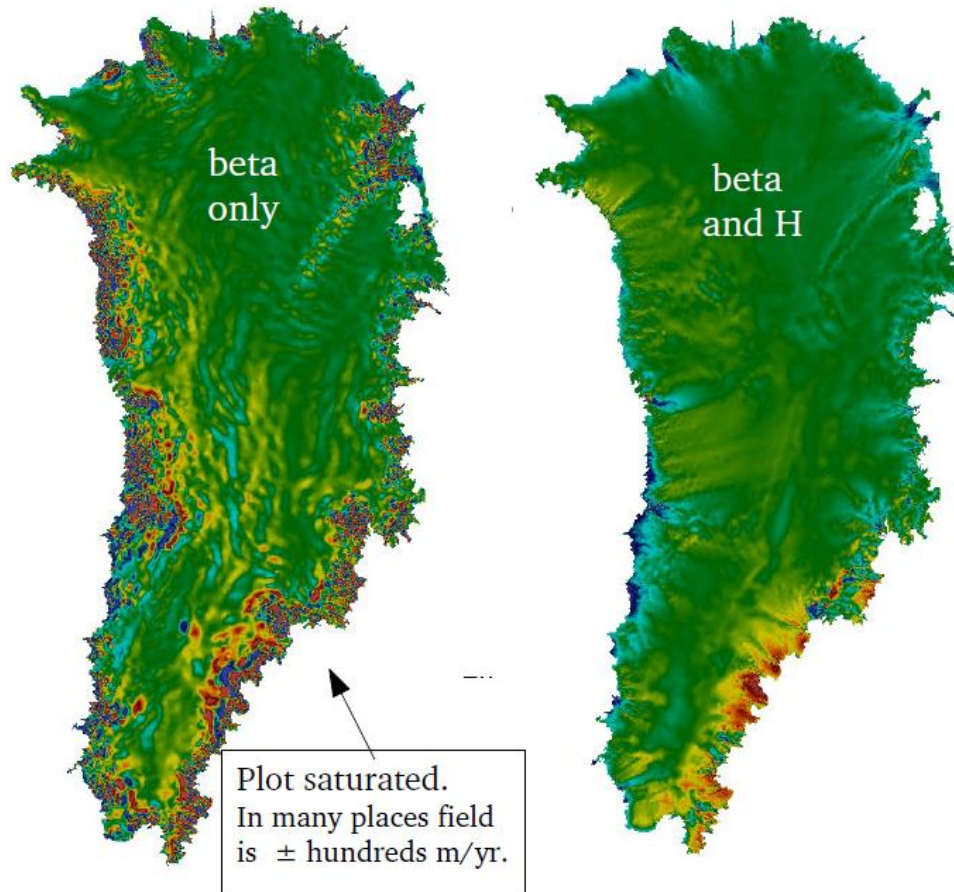 beta
only
beta
and H
Plot saturated.
In many places field
is ± hundreds m/yr.